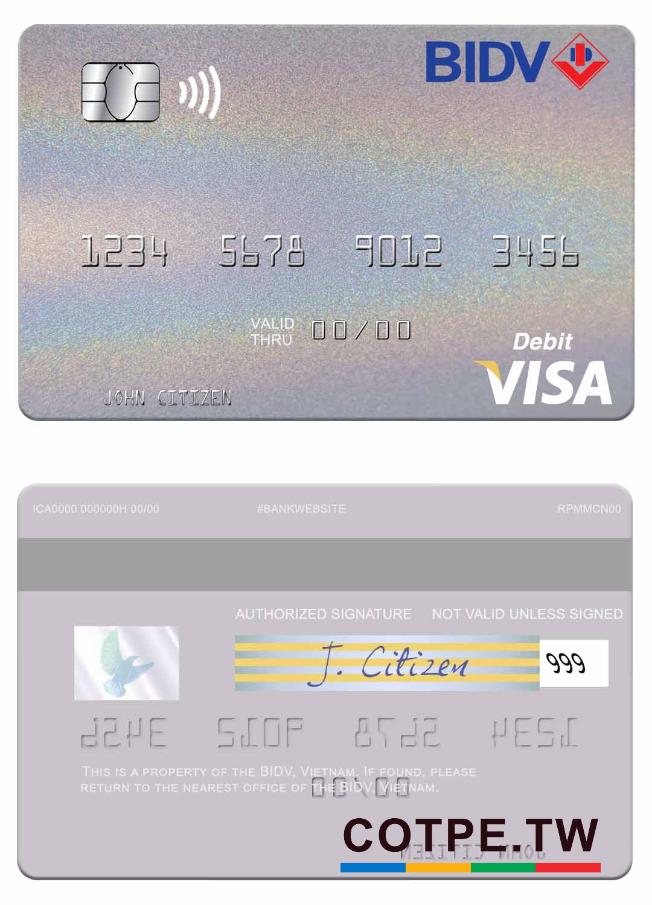 BIDV
1234 5678 9012 3456
VALID THRU 00/00
Debit
VISA
JOHN CITIZEN
ICA0000 000000H 00/00 #BANKWEBSITE RPMMCN00
AUTHORIZED SIGNATURE NOT VALID UNLESS SIGNED
J. Citizen 999
THIS IS A PROPERTY OF THE BIDV, VIETNAM. IF FOUND, PLEASE
RETURN TO THE NEAREST OFFICE OF THE BIDV, VIETNAM.
COTPE.TW